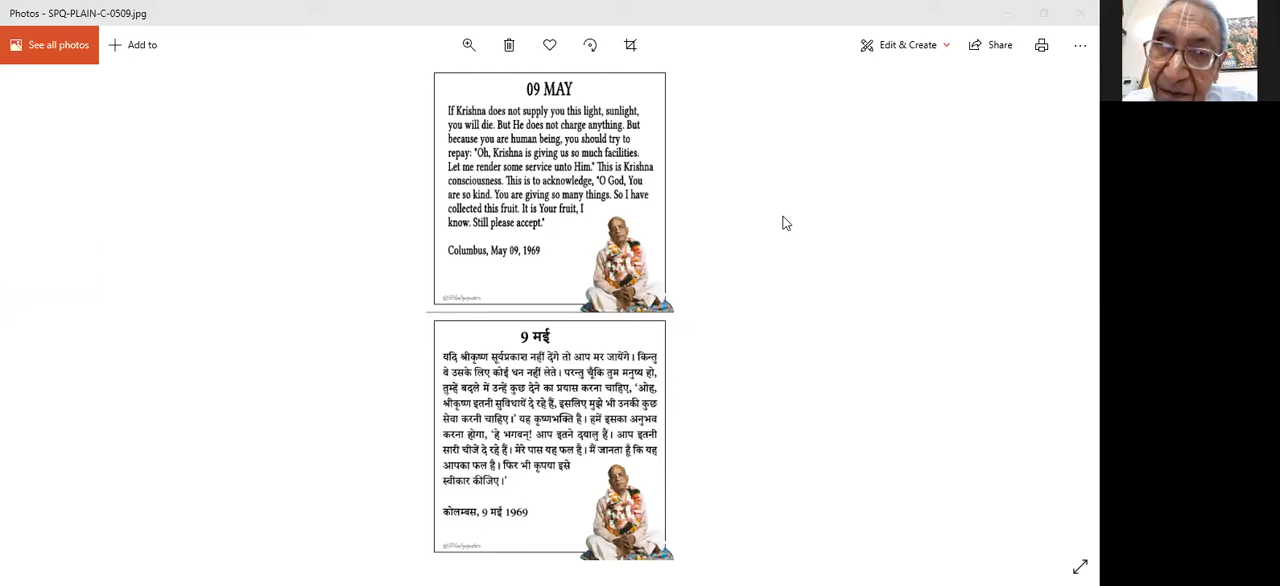 Photos - SPQ-PLAIN-C-0509.jpg
See all photos
Add to
Edit & Create
Share
09 MAY
If Krishna does not supply you this light, sunlight,
you will die. But He does not charge anything. But
because you are human being, you should try to
repay: "Oh, Krishna is giving us so much facilities.
Let me render some service unto Him." This is Krishna
consciousness. This is to acknowledge, "O God, You
are so kind. You are giving so many things. So I have
collected this fruit. It is Your fruit, I
know. Still please accept."
Columbus, May 09, 1969
9 मई
यदि श्रीकृष्ण सूर्यप्रकाश नहीं देंगे तो आप मर जायेंगे। किन्तु
वे उसके लिए कोई धन नहीं लेते। परन्तु चूँकि तुम मनुष्य हो,
तुम्हें बदले में उन्हें कुछ देने का प्रयास करना चाहिए, 'ओह,
श्रीकृष्ण इतनी सुविधायें दे रहे हैं, इसलिए मुझे भी उनकी कुछ
सेवा करनी चाहिए।' यह कृष्णभक्ति है। हमें इसका अनुभव
करना होगा, 'हे भगवन्! आप इतने दयालु हैं। आप इतनी
सारी चीजें दे रहे हैं। मेरे पास यह फल है। मैं जानता हूँ कि यह
आपका फल है। फिर भी कृपया इसे
स्वीकार कीजिए।'
कोलम्बस, 9 मई 1969